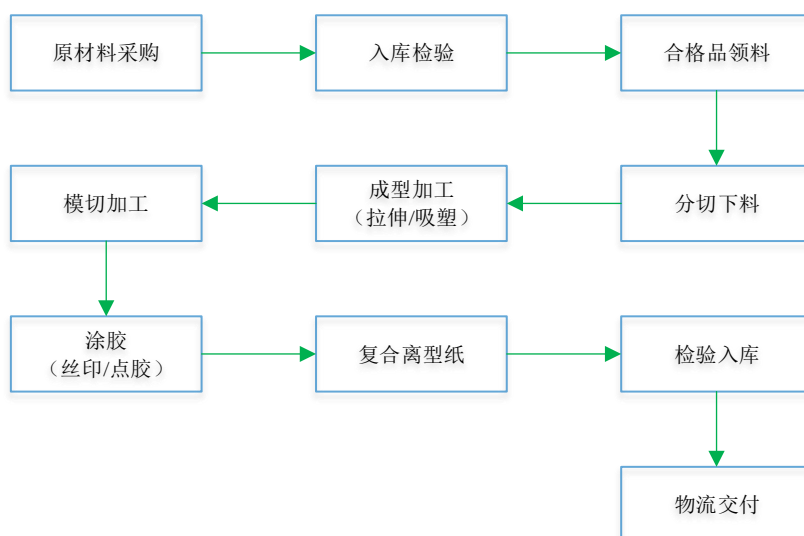 原材料采购
入库检验
合格品领料
分切下料
成型加工
（拉伸/吸塑）
模切加工
涂胶
（丝印/点胶）
复合离型纸
检验入库
物流交付